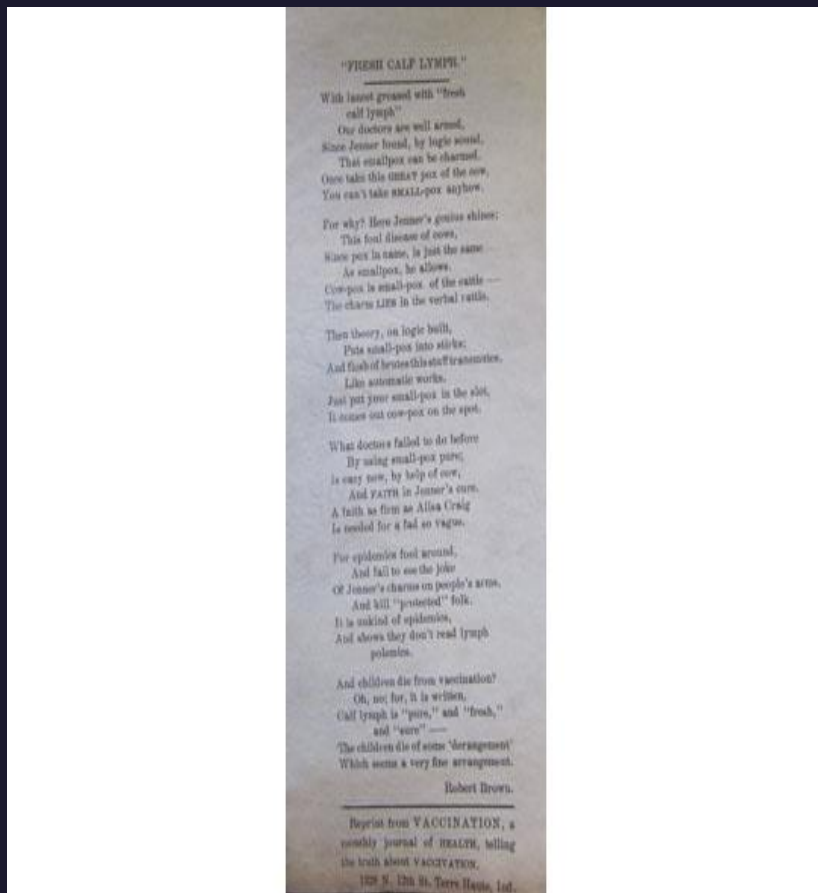 "FRESH CALF LYMPH."
With lancet greased with "fresh
calf lymph"
Our doctors are well armed,
Since Jenner found, by logic sound,
That smallpox can be charmed.
Once take this GREAT pox of the cow,
You can't take SMALL-pox anyhow.
For why? Here Jenner's genius shines;
This foul disease of cows,
Since pox in name, is just the same
As smallpox, he allows.
Cow-pox is small-pox of the cattle —
The charm LIES in the verbal rattle.
Then theory, on logic built,
Puts small-pox into stirks;
And flesh of brutes this stuff transmutes,
Like automatic works.
Just put your small-pox in the slot,
It comes out cow-pox on the spot.
What doctors failed to do before
By using small-pox pure;
Is easy now, by help of cow,
And FAITH in Jenner's cure.
A faith as firm as Ailsa Craig
Is needed for a fad so vague.
For epidemics fool around,
And fail to see the joke
Of Jenner's charms on people's arms,
And kill "protected" folk.
It is unkind of epidemics,
And shows they don't read lymph
polemics.
And children die from vaccination?
Oh, no; for, it is written,
Calf lymph is "pure," and "fresh,"
and "sure" —
The children die of some 'derangement'
Which seems a very fine arrangement.
Robert Brown.
Reprint from VACCINATION, a
monthly journal of HEALTH, telling
the truth about VACCITATION.
1328 N. 12th St. Terre Haute, Ind.